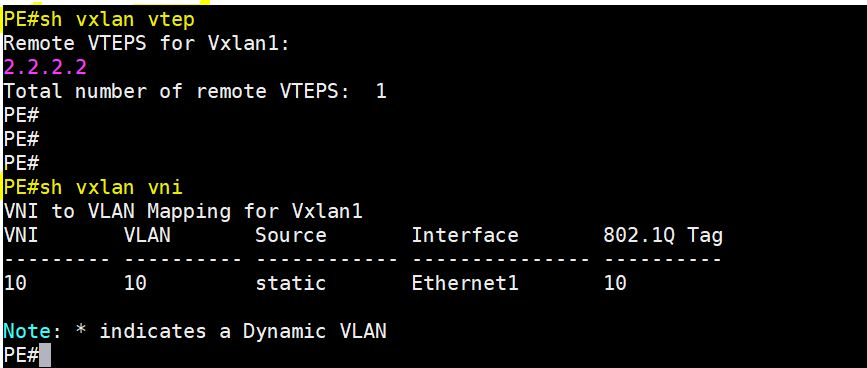 PE#sh vxlan vtep
Remote VTEPS for Vxlan1:
2.2.2.2
Total number of remote VTEPS:  1
PE#
PE#
PE#
PE#sh vxlan vni
VNI to VLAN Mapping for Vxlan1
VNI       VLAN       Source       Interface       802.1Q Tag
--------- ---------- ------------ --------------- ----------
10        10         static       Ethernet1       10
Note: * indicates a Dynamic VLAN
PE#